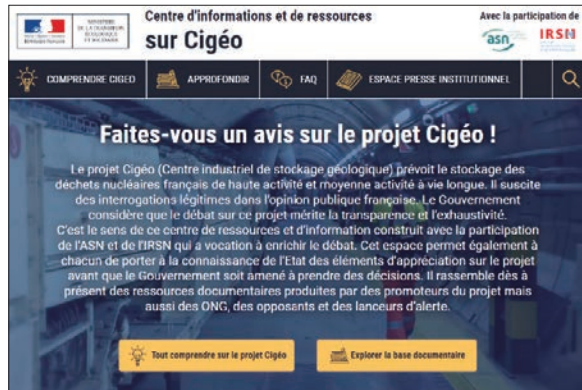 Centre d'informations et de ressources
sur Cigéo
Avec la participation de
MINISTÈRE
DE LA TRANSITION
ÉCOLOGIQUE
ET SOLIDAIRE
asn
IRSN
COMPRENDRE CIGEO
APPROFONDIR
FAQ
ESPACE PRESSE INSTITUTIONNEL
Faites-vous un avis sur le projet Cigéo !
Le projet Cigéo (Centre industriel de stockage géologique) prévoit le stockage des
déchets nucléaires français de haute activité et moyenne activité à vie longue. Il suscite
des interrogations légitimes dans l'opinion publique française. Le Gouvernement
considère que le débat sur ce projet mérite la transparence et l'exhaustivité.
C'est le sens de ce centre de ressources et d'information construit avec la participation
de l'ASN et de l'IRSN qui a vocation à enrichir le débat. Cet espace permet également à
chacun de porter à la connaissance de l'Etat des éléments d'appréciation sur le projet
avant que le Gouvernement soit amené à prendre des décisions. Il rassemble dès à
présent des ressources documentaires produites par des promoteurs du projet mais
aussi des ONG, des opposants et des lanceurs d'alerte.
Tout comprendre sur le projet Cigéo
Explorer la base documentaire